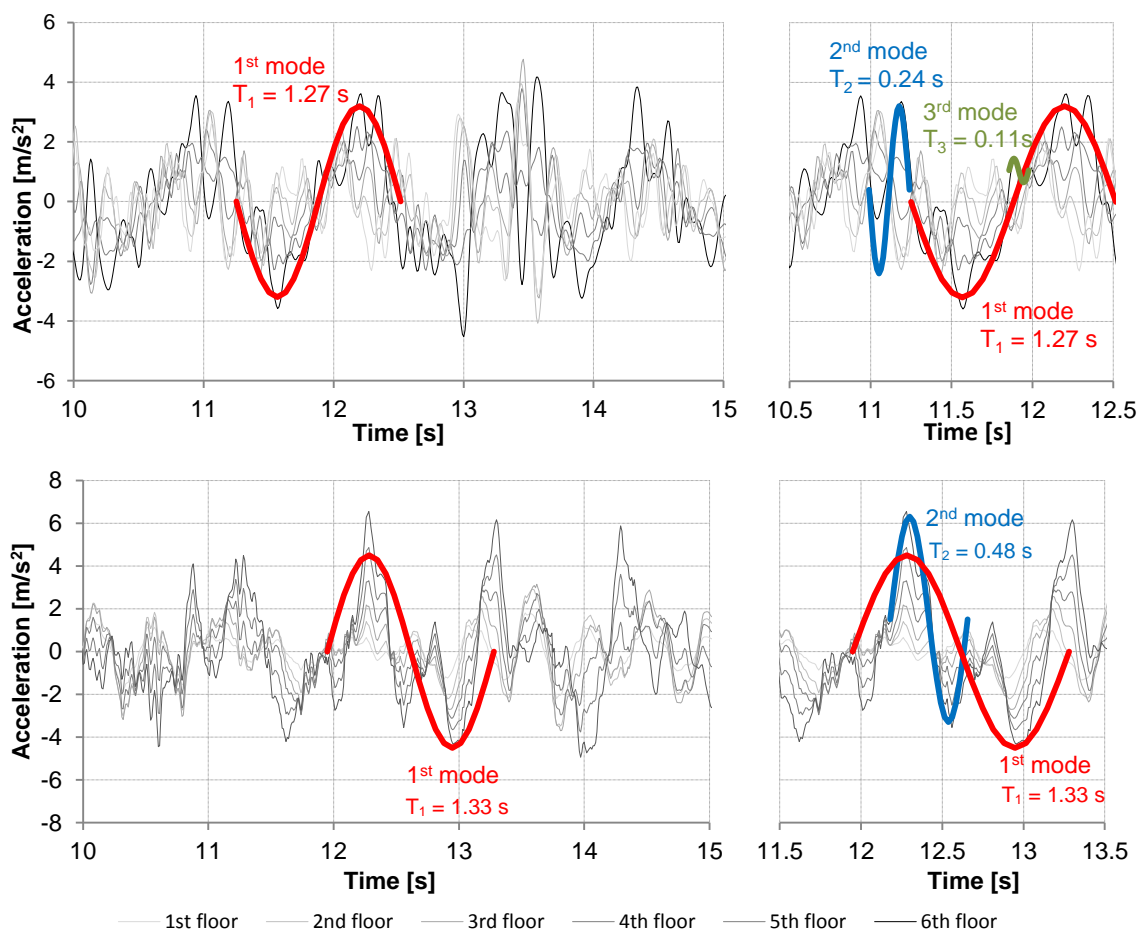 6
4
2
0
-2
-4
-6
Acceleration [m/s²]
1st mode
T₁ = 1.27 s
10 11 12 13 14 15
Time [s]
2nd mode
T₂ = 0.24 s
3rd mode
T₃ = 0.11s
1st mode
T₁ = 1.27 s
10.5 11 11.5 12 12.5
Time [s]
8
6
4
2
0
-2
-4
-6
-8
Acceleration [m/s²]
1st mode
T₁ = 1.33 s
10 11 12 13 14 15
Time [s]
2nd mode
T₂ = 0.48 s
1st mode
T₁ = 1.33 s
11.5 12 12.5 13 13.5
Time [s]
1st floor 2nd floor 3rd floor 4th floor 5th floor 6th floor